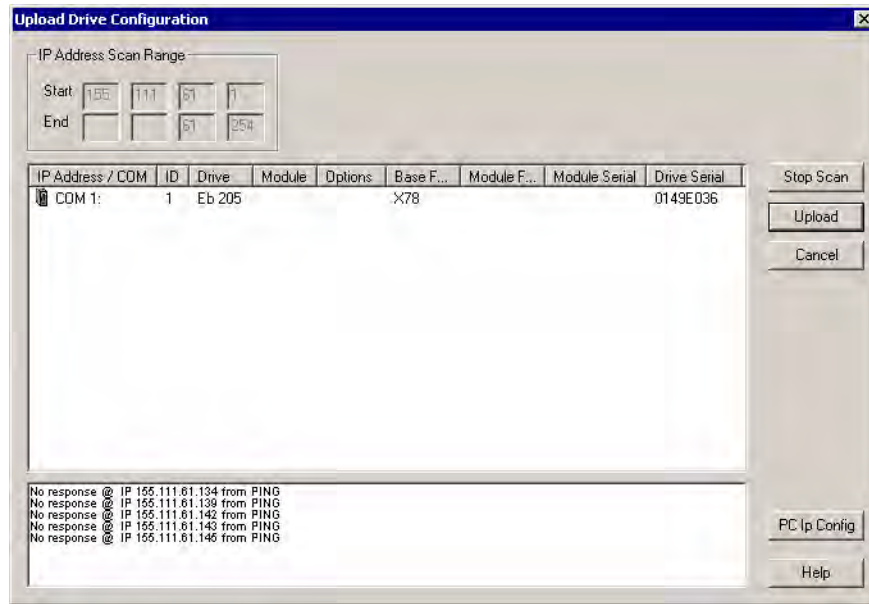 Upload Drive Configuration
IP Address Scan Range
Start 155 111 61 1
End 61 254
IP Address / COM ID Drive Module Options Base F... Module F... Module Serial Drive Serial
COM 1: 1 Eb 205 X78 0149E036
Stop Scan
Upload
Cancel
No response @ IP 155.111.61.134 from PING
No response @ IP 155.111.61.139 from PING
No response @ IP 155.111.61.142 from PING
No response @ IP 155.111.61.143 from PING
No response @ IP 155.111.61.145 from PING
PC Ip Config
Help